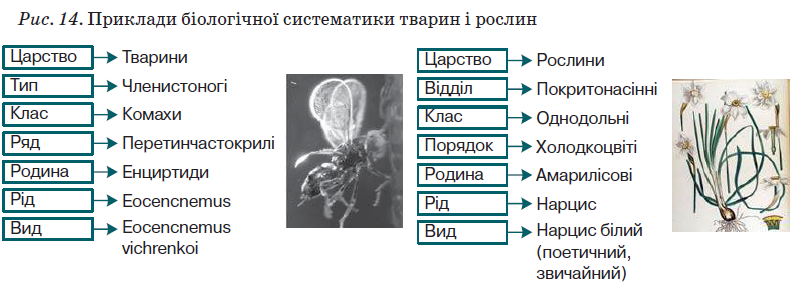 Рис. 14. Приклади біологічної систематики тварин і рослин
Царство Тварини
Тип Членистоногі
Клас Комахи
Ряд Перетинчастокрилі
Родина Енциртиди
Рід Eocencnemus
Вид Eocencnemus
vichrenkoi
Царство Рослини
Відділ Покритонасінні
Клас Однодольні
Порядок Холодкоцвіті
Родина Амарилісові
Рід Нарцис
Вид Нарцис білий
(поетичний,
звичайний)